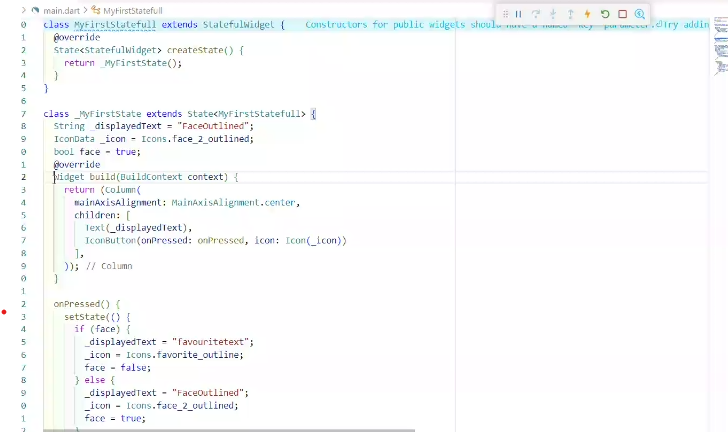 main.dart > MyFirstStatefull
0 class MyFirstStatefull extends StatefulWidget { Constructors for public widgets should have a named 'key' parameter.⏎Try addin
1 @override
2 State<StatefulWidget> createState() {
3 return _MyFirstState();
4 }
5 }
6
7 class _MyFirstState extends State<MyFirstStatefull> {
8 String _displayedText = "FaceOutlined";
9 IconData _icon = Icons.face_2_outlined;
0 bool face = true;
1 @override
2 Widget build(BuildContext context) {
3 return (Column(
4 mainAxisAlignment: MainAxisAlignment.center,
5 children: [
6 Text(_displayedText),
7 IconButton(onPressed: onPressed, icon: Icon(_icon))
8 ],
9 )); // Column
0 }
1
2 onPressed() {
3 setState(() {
4 if (face) {
5 _displayedText = "favouritetext";
6 _icon = Icons.favorite_outline;
7 face = false;
8 } else {
9 _displayedText = "FaceOutlined";
0 _icon = Icons.face_2_outlined;
1 face = true;